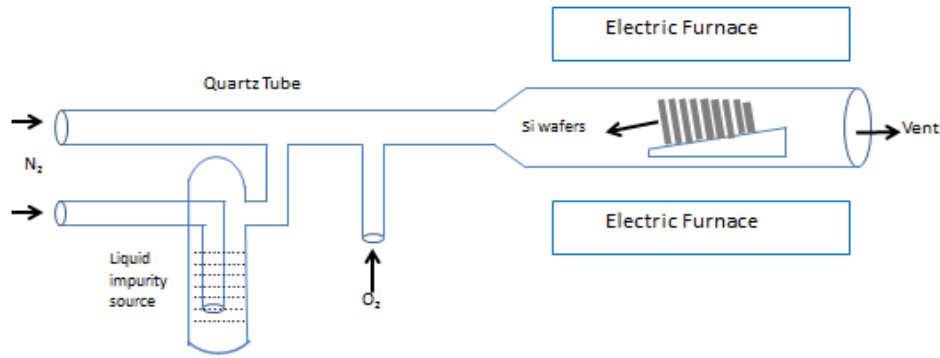 Electric Furnace
Quartz Tube
Si wafers
Vent
N₂
Electric Furnace
Liquid
impurity
source
O₂